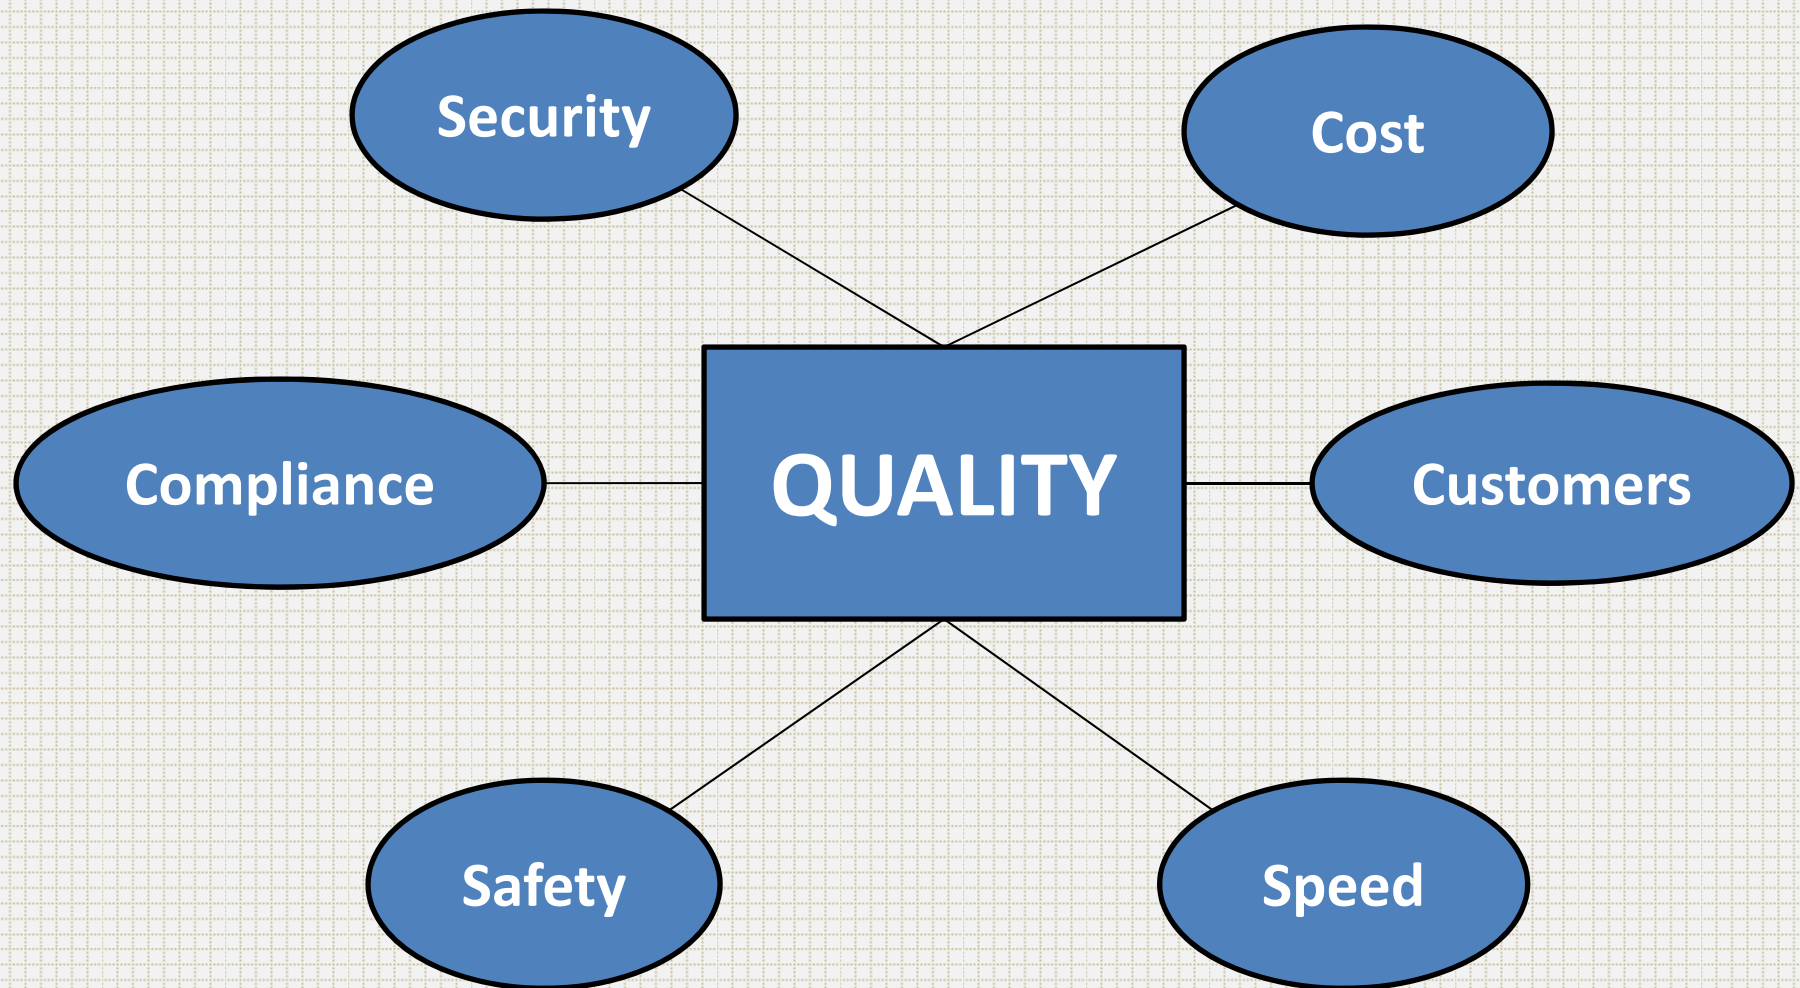 Security
Cost
Compliance
QUALITY
Customers
Safety
Speed